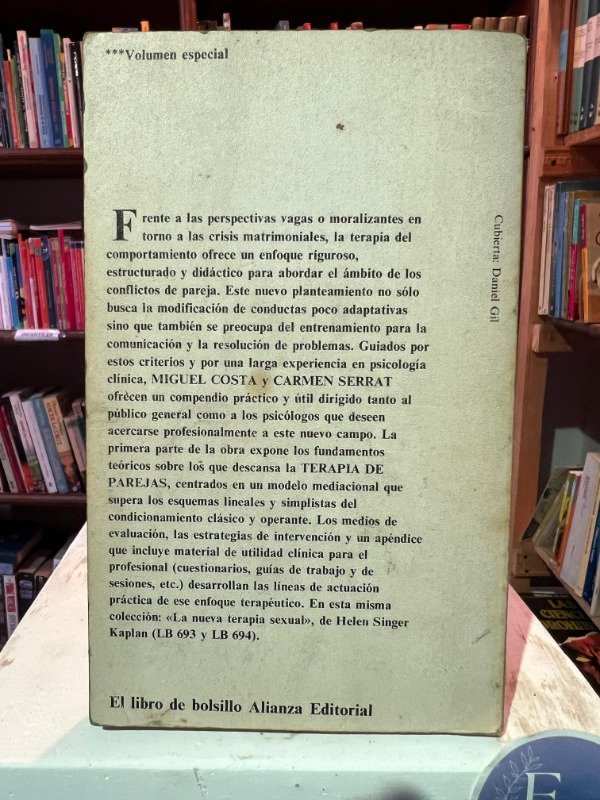 ***Volumen especial
Frente a las perspectivas vagas o moralizantes en
torno a las crisis matrimoniales, la terapia del
comportamiento ofrece un enfoque riguroso,
estructurado y didáctico para abordar el ámbito de los
conflictos de pareja. Este nuevo planteamiento no sólo
busca la modificación de conductas poco adaptativas
sino que también se preocupa del entrenamiento para la
comunicación y la resolución de problemas. Guiados por
estos criterios y por una larga experiencia en psicología
clínica, MIGUEL COSTA y CARMEN SERRAT
ofrecen un compendio práctico y útil dirigido tanto al
público general como a los psicólogos que deseen
acercarse profesionalmente a este nuevo campo. La
primera parte de la obra expone los fundamentos
teóricos sobre los que descansa la TERAPIA DE
PAREJAS, centrados en un modelo mediacional que
supera los esquemas lineales y simplistas del
condicionamiento clásico y operante. Los medios de
evaluación, las estrategias de intervención y un apéndice
que incluye material de utilidad clínica para el
profesional (cuestionarios, guías de trabajo y de
sesiones, etc.) desarrollan las líneas de actuación
práctica de ese enfoque terapéutico. En esta misma
colección: «La nueva terapia sexual», de Helen Singer
Kaplan (LB 693 y LB 694).
El libro de bolsillo Alianza Editorial
Cubierta: Daniel Gil
INFANTILES
E